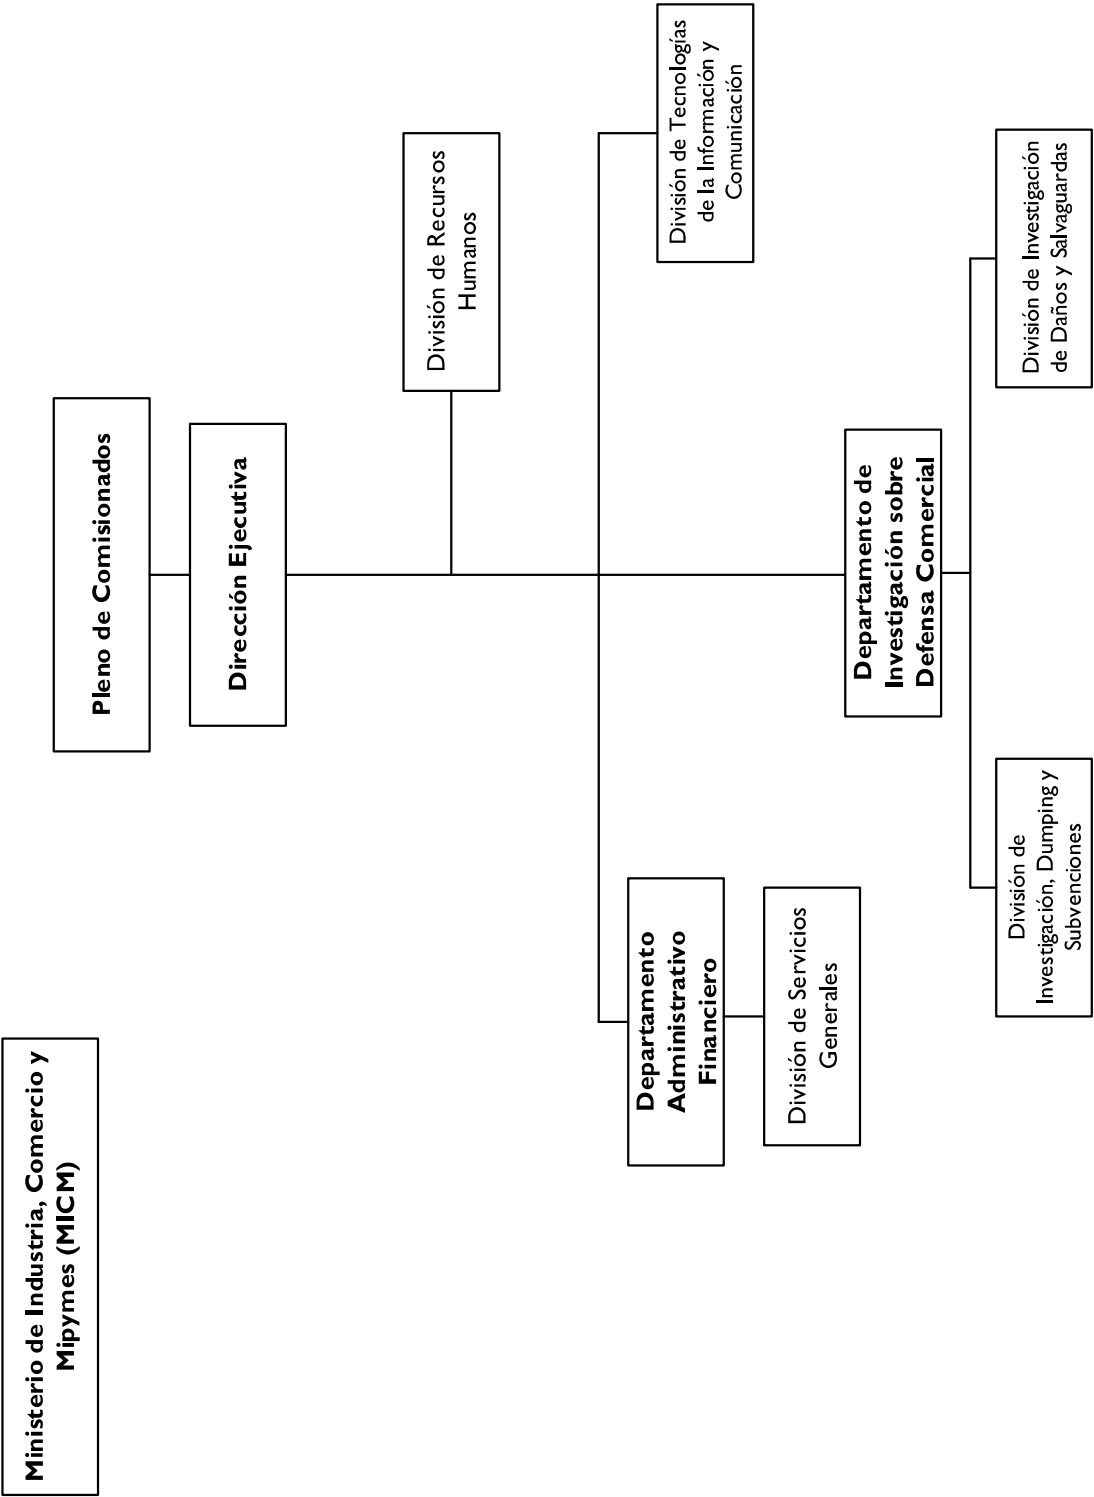 Ministerio de Industria, Comercio y
Mipymes (MICM)
Pleno de Comisionados
Dirección Ejecutiva
División de Recursos
Humanos
Departamento
Administrativo
Financiero
División de Tecnologías
de la Información y
Comunicación
División de Servicios
Generales
Departamento de
Investigación sobre
Defensa Comercial
División de
Investigación, Dumping y
Subvenciones
División de Investigación
de Daños y Salvaguardas